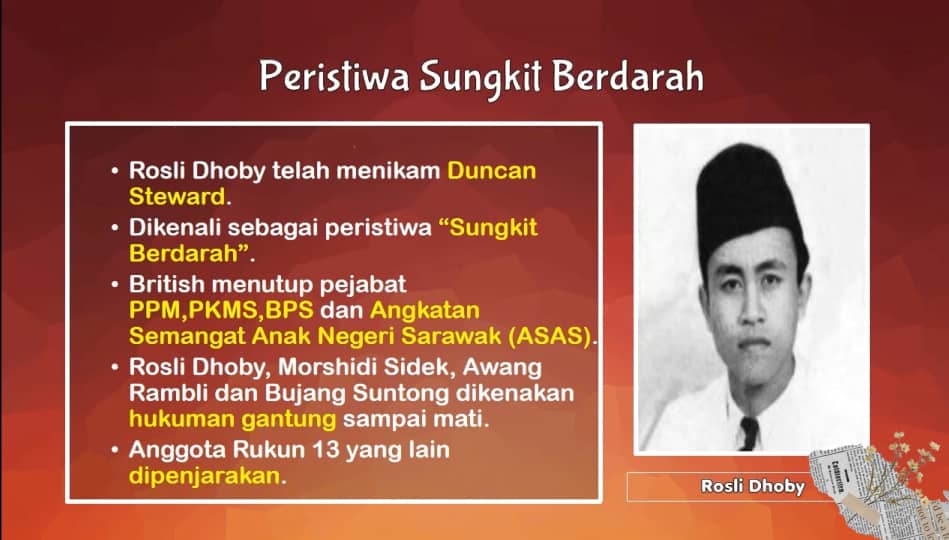 Peristiwa Sungkit Berdarah
• Rosli Dhoby telah menikam Duncan
Steward.
• Dikenali sebagai peristiwa “Sungkit
Berdarah”.
• British menutup pejabat
PPM,PKMS,BPS dan Angkatan
Semangat Anak Negeri Sarawak (ASAS).
• Rosli Dhoby, Morshidi Sidek, Awang
Rambli dan Bujang Suntong dikenakan
hukuman gantung sampai mati.
• Anggota Rukun 13 yang lain
dipenjarakan.
Rosli Dhoby